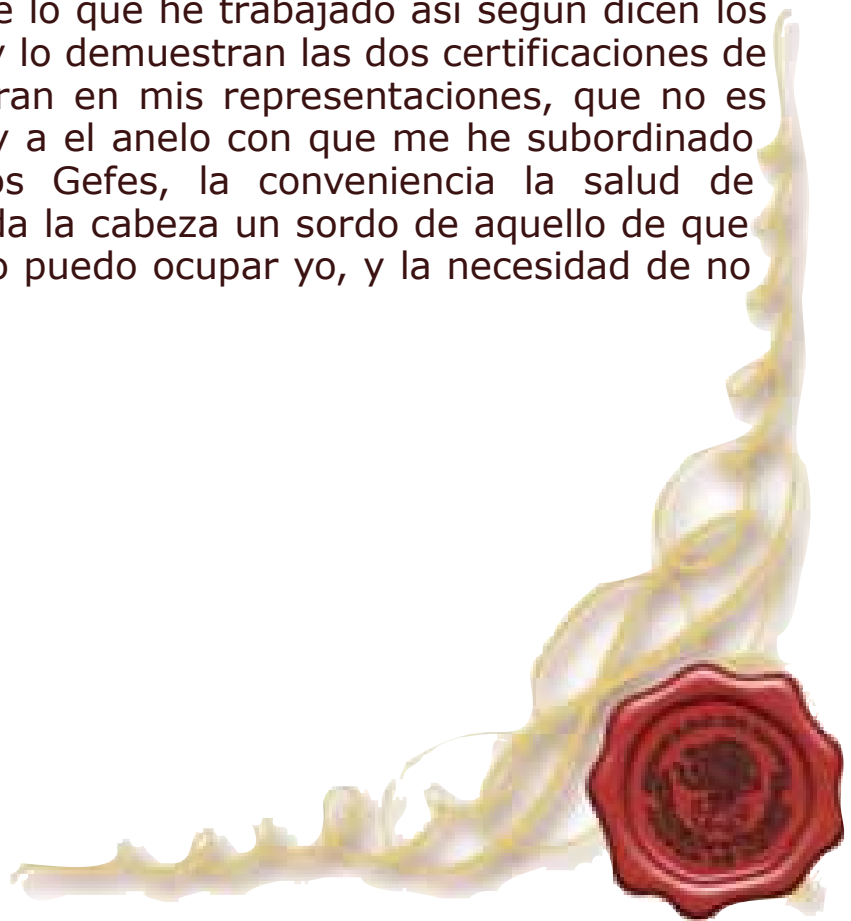 e lo que he trabajado asi según dicen los
y lo demuestran las dos certificaciones de
ran en mis representaciones, que no es
y a el anelo con que me he subordinado
os Gefes, la conveniencia la salud de
da la cabeza un sordo de aquello de que
o puedo ocupar yo, y la necesidad de no